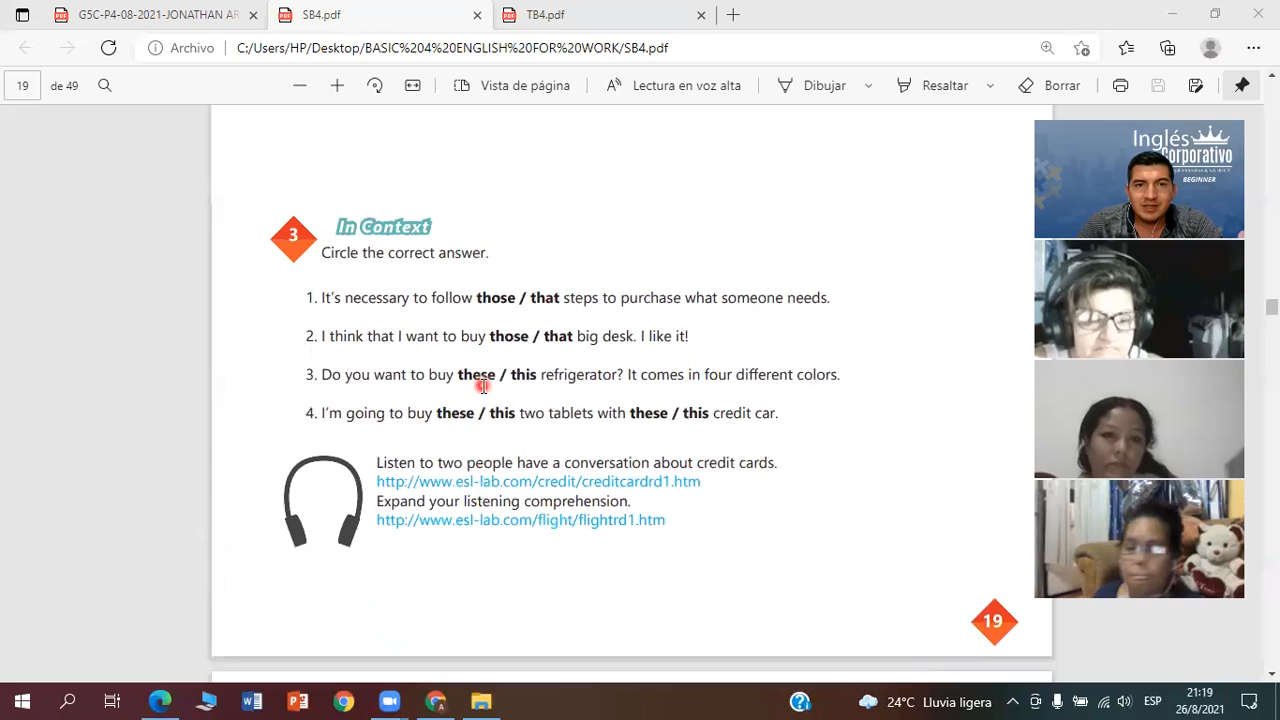 G5C-P4-08-2021-JONATHAN AR
SB4.pdf
TB4.pdf
Archivo
C:/Users/HP/Desktop/BASIC%204%20ENGLISH%20FOR%20WORK/SB4.pdf
19
de 49
Vista de página
Lectura en voz alta
Dibujar
Resaltar
Borrar
Inglés
Corporativo
BEGINNER
3
In Context
Circle the correct answer.
1. It's necessary to follow those / that steps to purchase what someone needs.
2. I think that I want to buy those / that big desk. I like it!
3. Do you want to buy these / this refrigerator? It comes in four different colors.
4. I'm going to buy these / this two tablets with these / this credit car.
Listen to two people have a conversation about credit cards.
http://www.esl-lab.com/credit/creditcardrd1.htm
Expand your listening comprehension.
http://www.esl-lab.com/flight/flightrd1.htm
19
24°C Lluvia ligera
ESP
21:19
26/8/2021